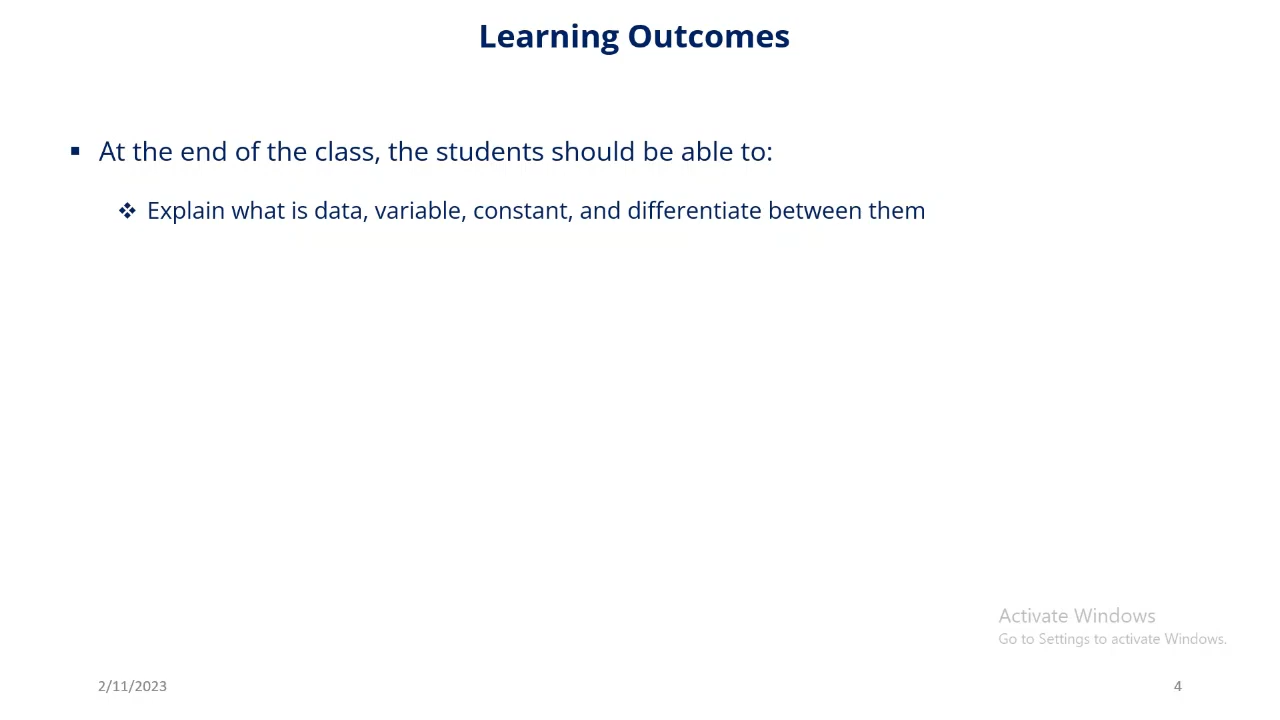 Learning Outcomes
▪ At the end of the class, the students should be able to:
❖ Explain what is data, variable, constant, and differentiate between them
Activate Windows
Go to Settings to activate Windows.
2/11/2023
4